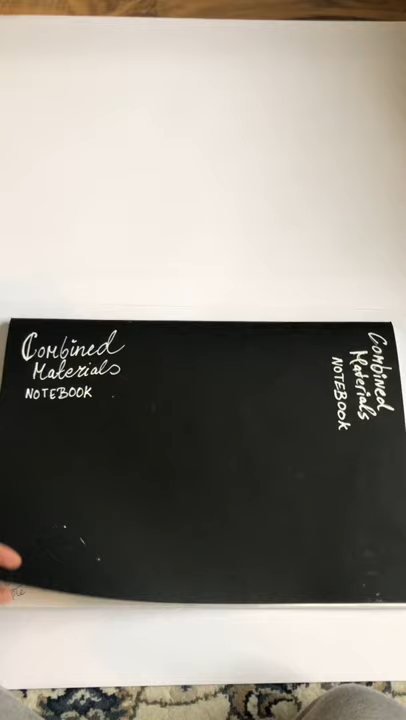 Combined
Materials
NOTEBOOK
Combined
Materials
NOTEBOOK